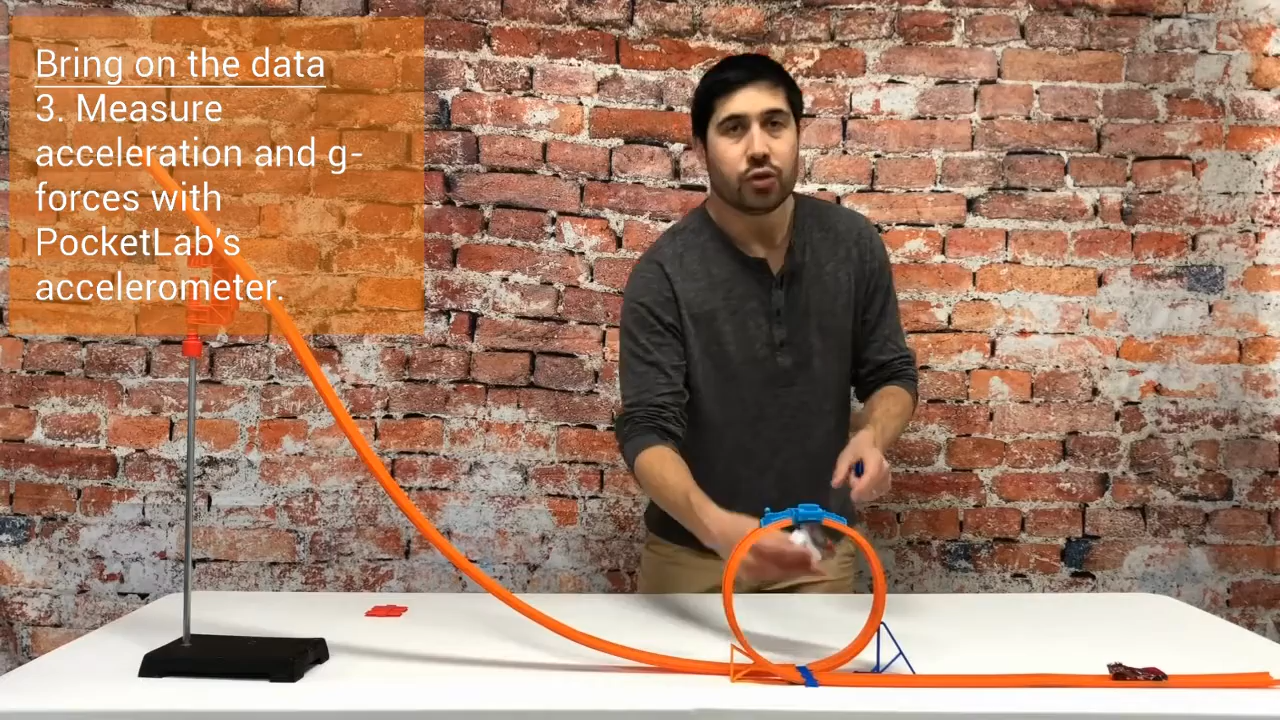 Bring on the data
3. Measure
acceleration and g-
forces with
PocketLab's
accelerometer.